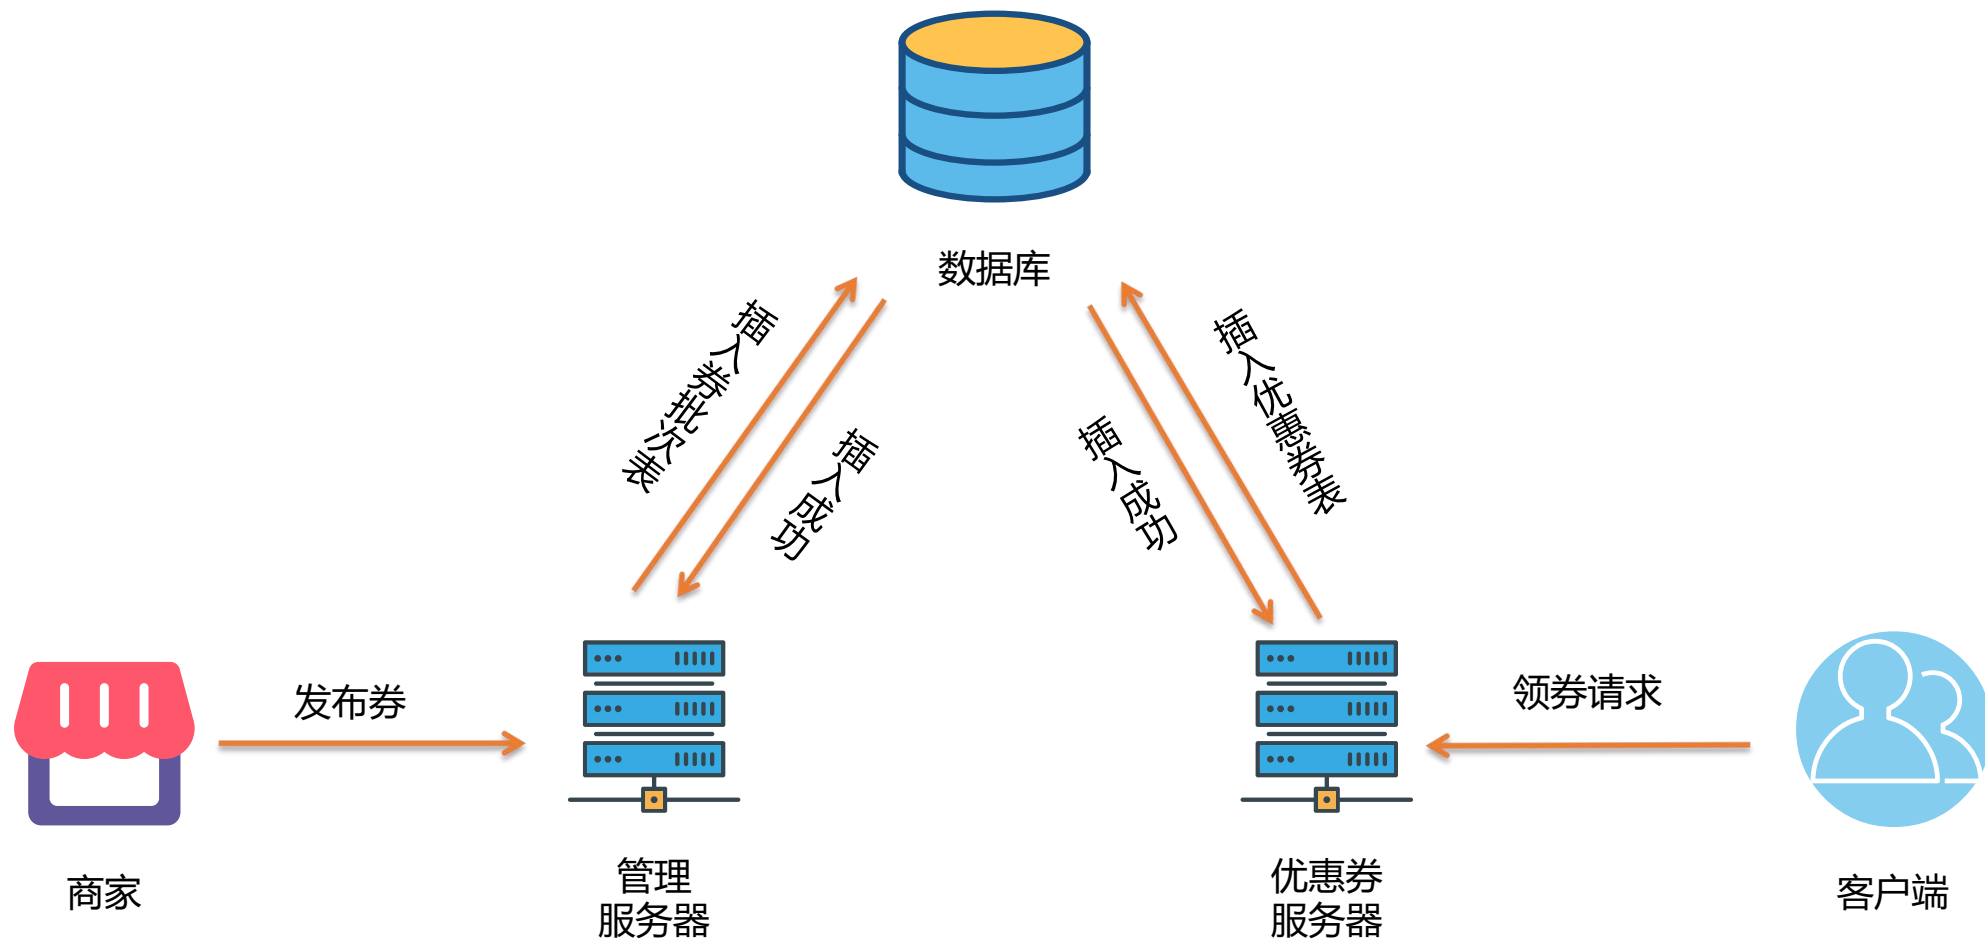 数据库
插入券批次表
插入成功
插入成功
插入优惠券表
发布券
领券请求
商家
管理
服务器
优惠券
服务器
客户端